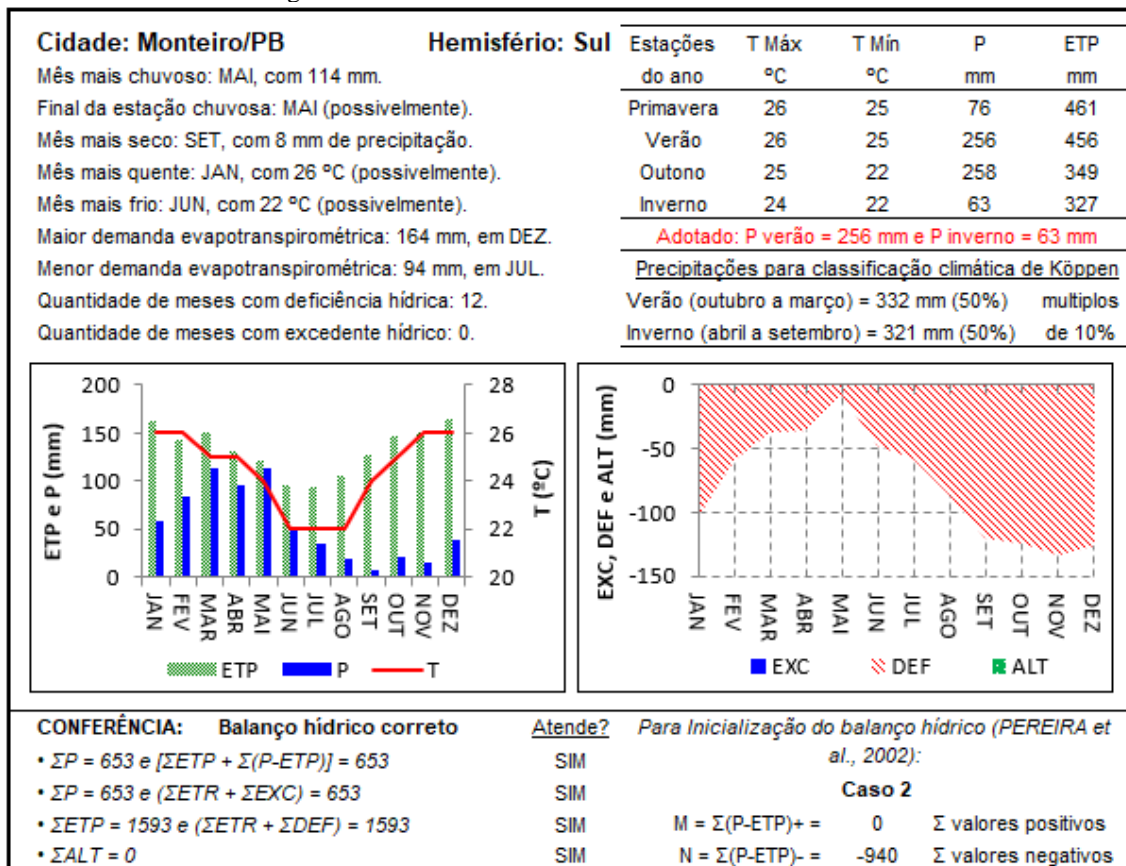 Cidade: Monteiro/PB Hemisfério: Sul
Mês mais chuvoso: MAI, com 114 mm.
Final da estação chuvosa: MAI (possivelmente).
Mês mais seco: SET, com 8 mm de precipitação.
Mês mais quente: JAN, com 26 ºC (possivelmente).
Mês mais frio: JUN, com 22 ºC (possivelmente).
Maior demanda evapotranspirométrica: 164 mm, em DEZ.
Menor demanda evapotranspirométrica: 94 mm, em JUL.
Quantidade de meses com deficiência hídrica: 12.
Quantidade de meses com excedente hídrico: 0.
Estações T Máx T Mín P ETP
do ano ºC ºC mm mm
Primavera 26 25 76 461
Verão 26 25 256 456
Outono 25 22 258 349
Inverno 24 22 63 327
Adotado: P verão = 256 mm e P inverno = 63 mm
Precipitações para classificação climática de Köppen
Verão (outubro a março) = 332 mm (50%) multiplos
Inverno (abril a setembro) = 321 mm (50%) de 10%
ETP e P (mm)
200
150
100
50
0
28
26
24
22
20
T (ºC)
JAN FEV MAR ABR MAI JUN JUL AGO SET OUT NOV DEZ
ETP P T
EXC, DEF e ALT (mm)
0
-50
-100
-150
JAN FEV MAR ABR MAI JUN JUL AGO SET OUT NOV DEZ
EXC DEF ALT
CONFERÊNCIA: Balanço hídrico correto Atende?
• ΣP = 653 e [ΣETP + Σ(P-ETP)] = 653 SIM
• ΣP = 653 e (ΣETR + ΣEXC) = 653 SIM
• ΣETP = 1593 e (ΣETR + ΣDEF) = 1593 SIM
• ΣALT = 0 SIM
Para Inicialização do balanço hídrico (PEREIRA et
al., 2002):
Caso 2
M = Σ(P-ETP)+ = 0 Σ valores positivos
N = Σ(P-ETP)- = -940 Σ valores negativos